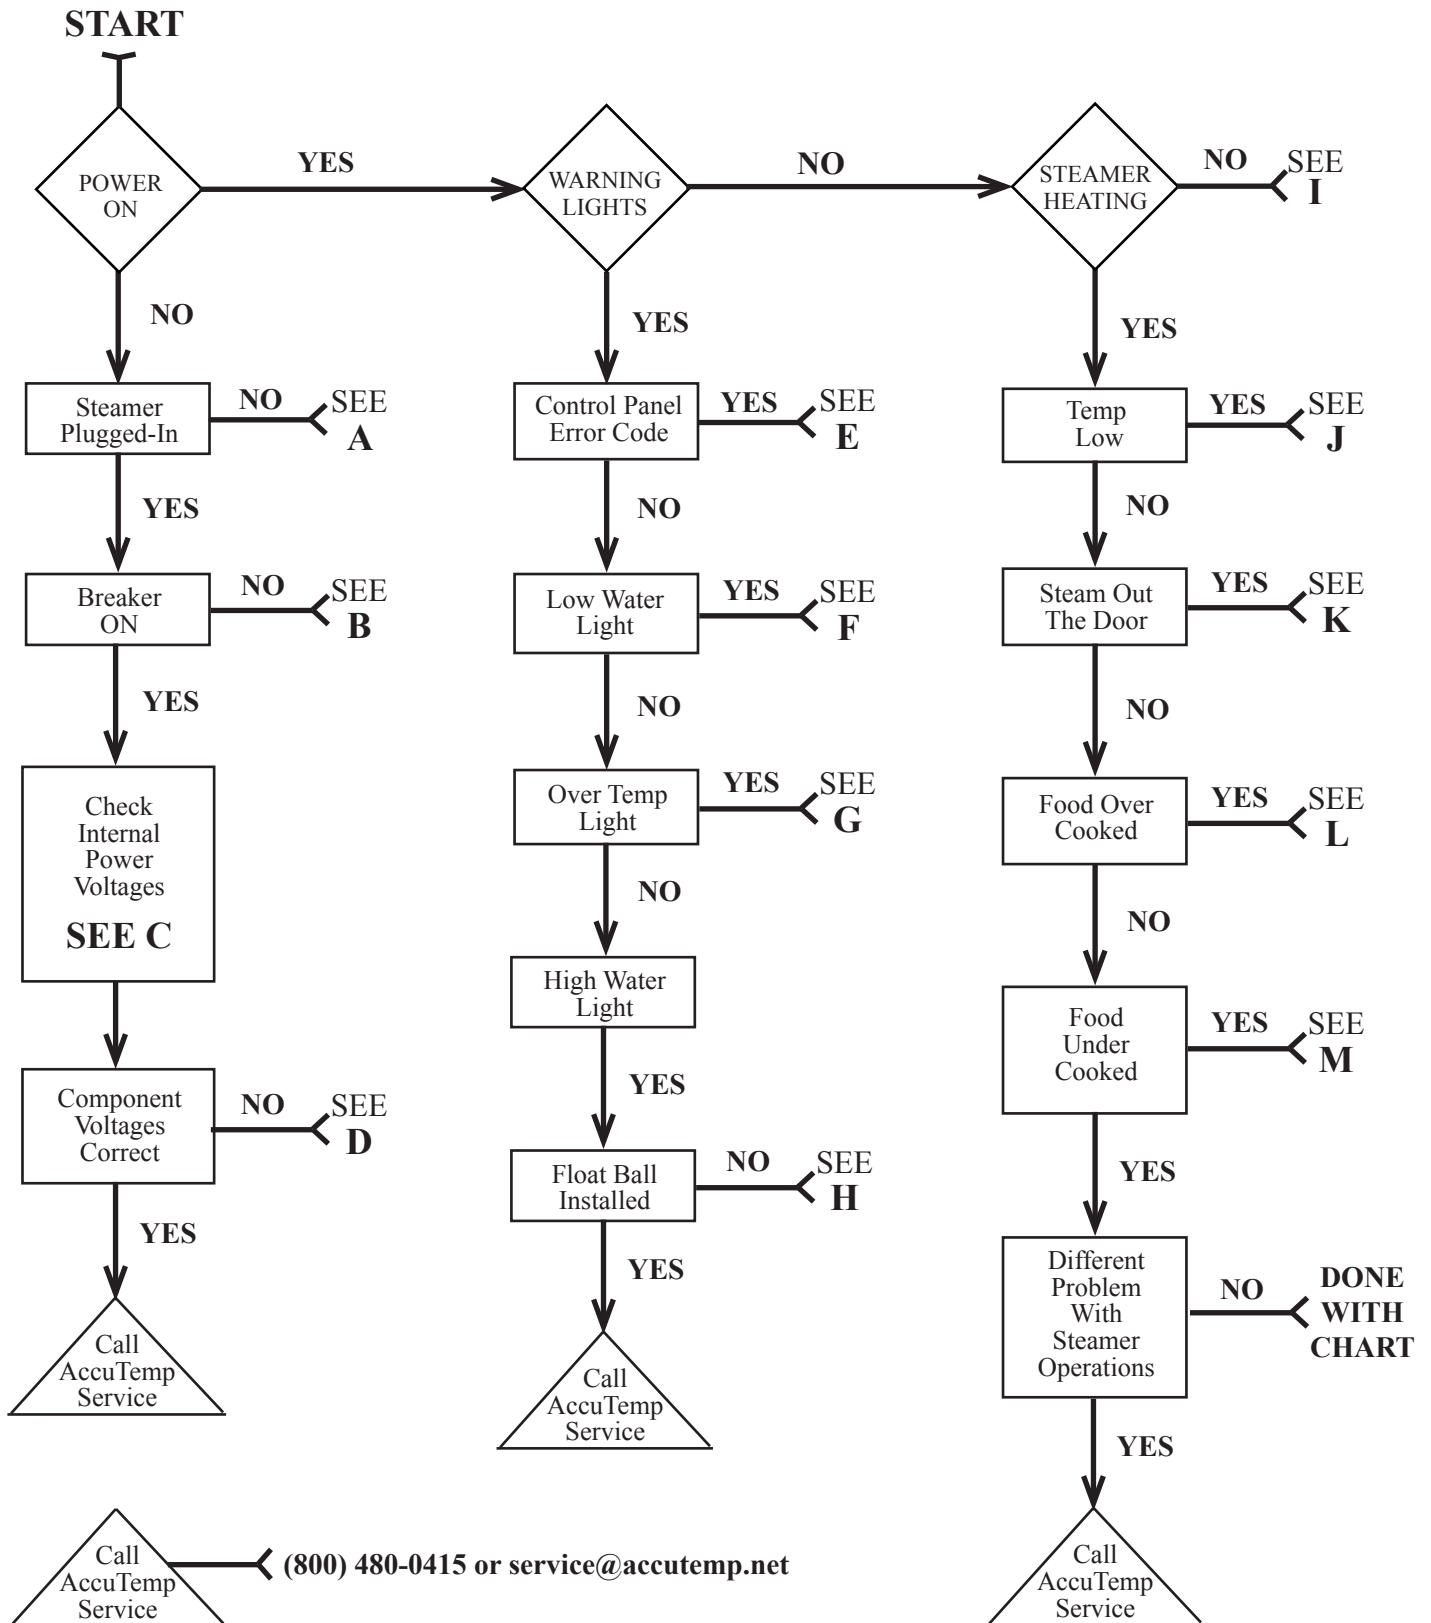 START
POWER
ON
YES
NO
Steamer
Plugged-In
NO
SEE
A
YES
Breaker
ON
NO
SEE
B
YES
Check
Internal
Power
Voltages
SEE C
Component
Voltages
Correct
NO
SEE
D
YES
Call
AccuTemp
Service
WARNING
LIGHTS
NO
YES
Control Panel
Error Code
YES
SEE
E
NO
Low Water
Light
YES
SEE
F
NO
Over Temp
Light
YES
SEE
G
NO
High Water
Light
YES
Float Ball
Installed
NO
SEE
H
YES
Call
AccuTemp
Service
STEAMER
HEATING
NO
SEE
I
YES
Temp
Low
YES
SEE
J
NO
Steam Out
The Door
YES
SEE
K
NO
Food Over
Cooked
YES
SEE
L
NO
Food
Under
Cooked
YES
SEE
M
YES
Different
Problem
With
Steamer
Operations
NO
DONE
WITH
CHART
YES
Call
AccuTemp
Service
Call
AccuTemp
Service
(800) 480-0415 or service@accutemp.net